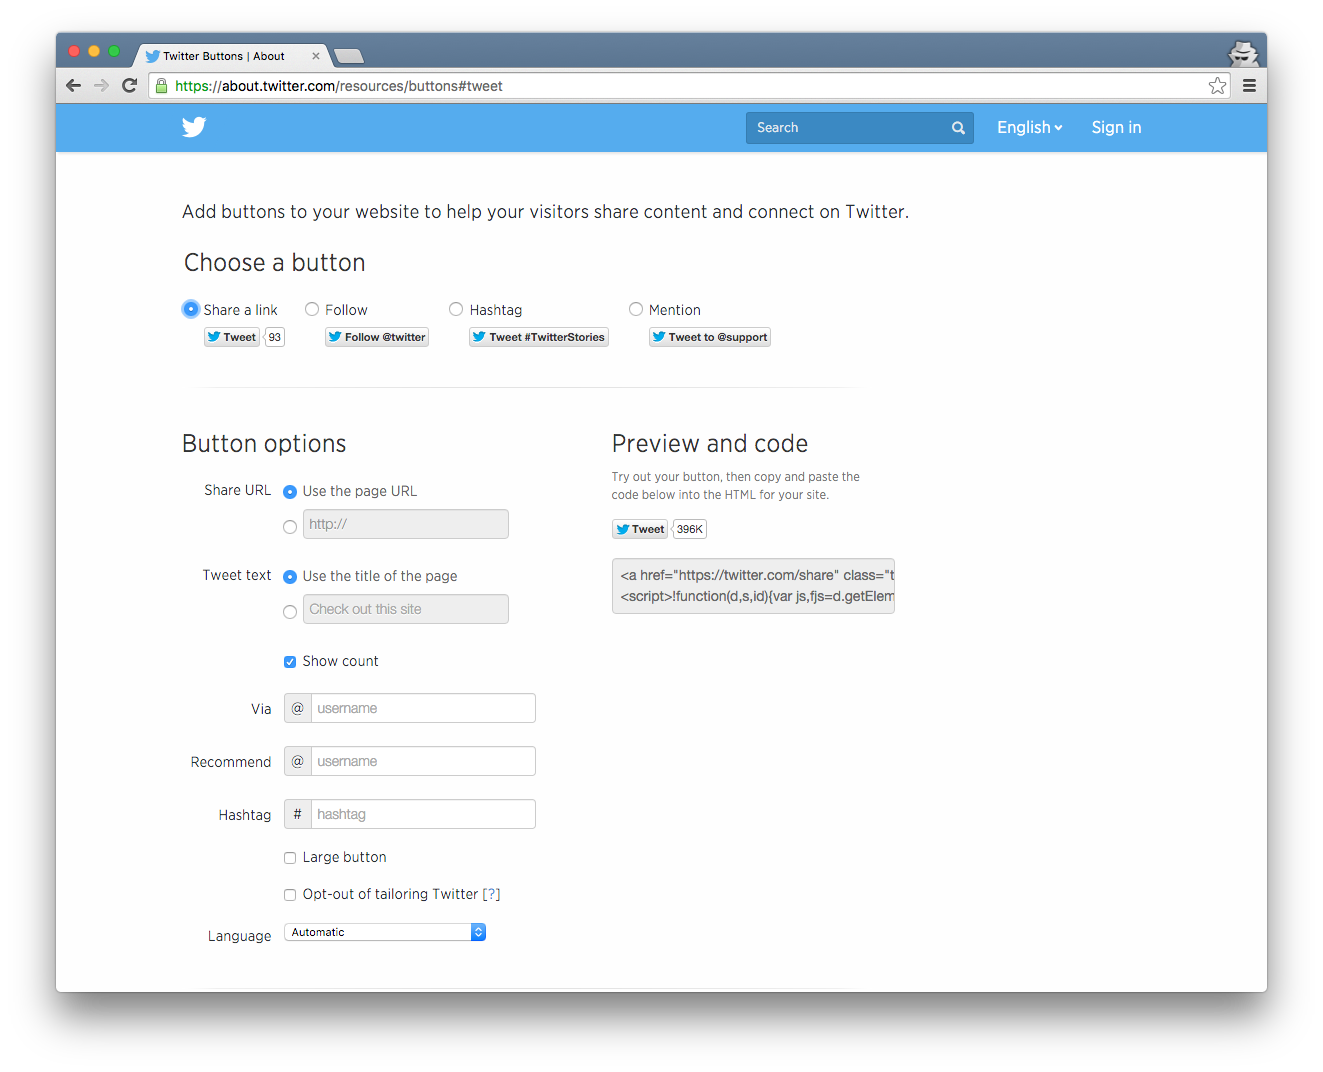 Twitter Buttons | About
https://about.twitter.com/resources/buttons#tweet
Search
English
Sign in
Add buttons to your website to help your visitors share content and connect on Twitter.
Choose a button
Share a link
Follow
Hashtag
Mention
Tweet
93
Follow @twitter
Tweet #TwitterStories
Tweet to @support
Button options
Share URL
Use the page URL
http://
Tweet text
Use the title of the page
Check out this site
Show count
Via
@
username
Recommend
@
username
Hashtag
#
hashtag
Large button
Opt-out of tailoring Twitter [?]
Language
Automatic
Preview and code
Try out your button, then copy and paste the
code below into the HTML for your site.
Tweet
396K
<a href="https://twitter.com/share" class="t
<script>!function(d,s,id){var js,fjs=d.getElem